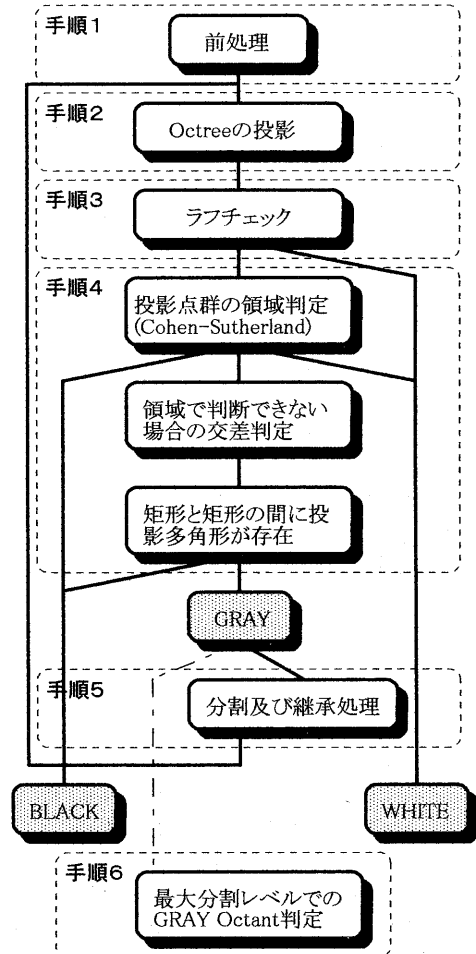 手順1
前処理
手順2
Octreeの投影
手順3
ラフチェック
手順4
投影点群の領域判定
(Cohen-Sutherland)
領域で判断できない
場合の交差判定
矩形と矩形の間に投
影多角形が存在
GRAY
手順5
分割及び継承処理
BLACK
WHITE
手順6
最大分割レベルでの
GRAY Octant判定